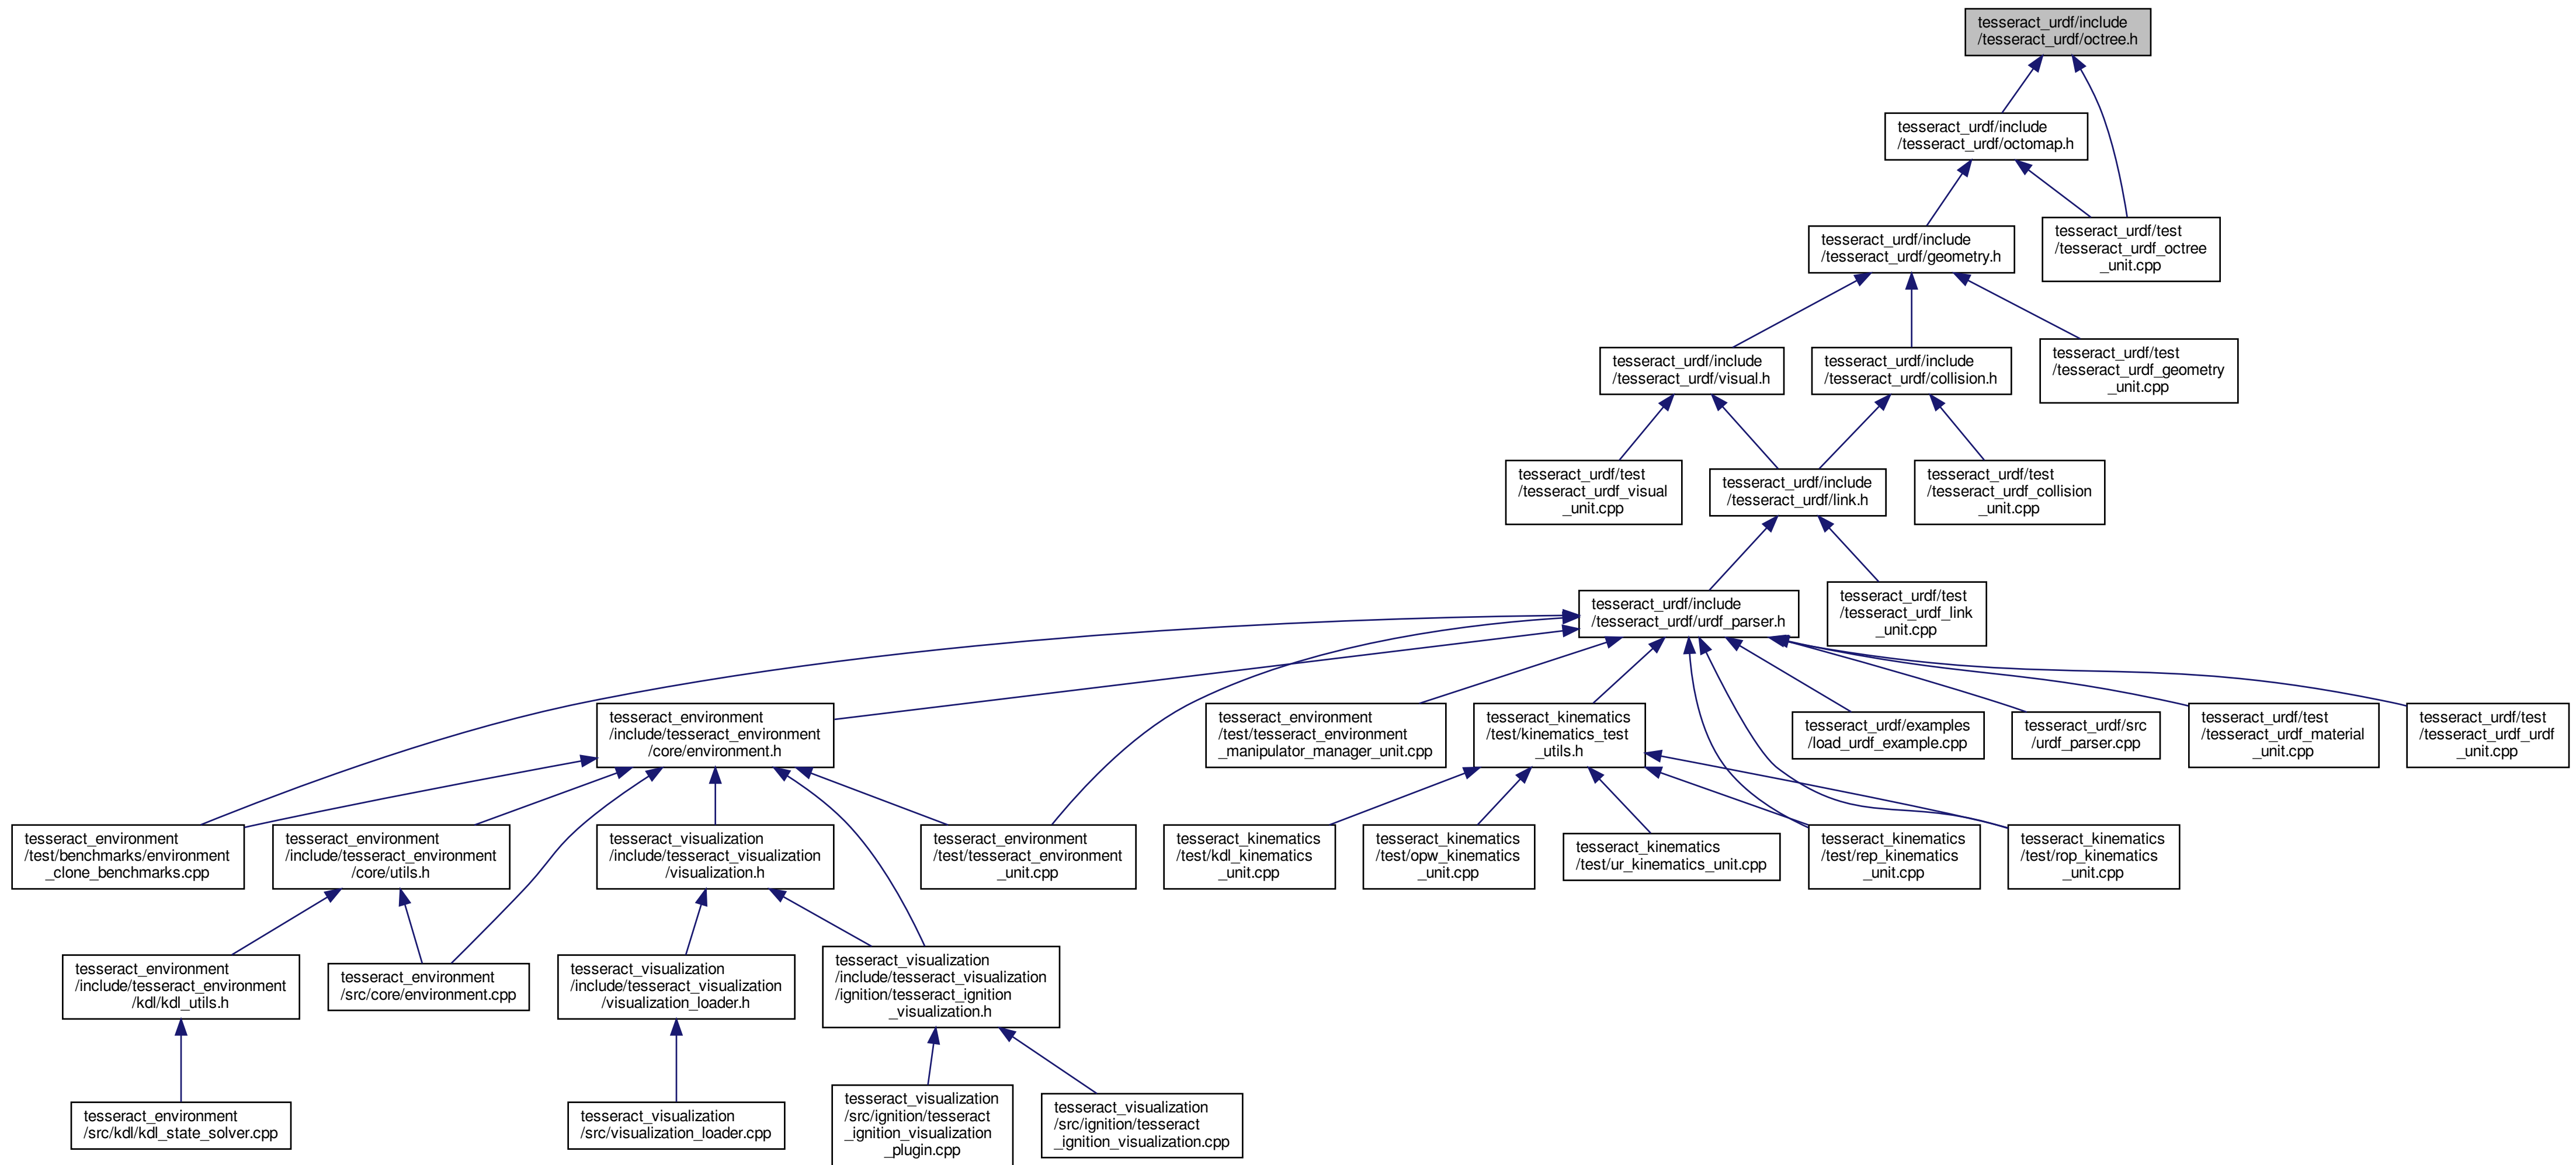 tesseract_urdf/include
/tesseract_urdf/octree.h
tesseract_urdf/include
/tesseract_urdf/octomap.h
tesseract_urdf/include
/tesseract_urdf/geometry.h
tesseract_urdf/test
/tesseract_urdf_octree
_unit.cpp
tesseract_urdf/include
/tesseract_urdf/visual.h
tesseract_urdf/include
/tesseract_urdf/collision.h
tesseract_urdf/test
/tesseract_urdf_geometry
_unit.cpp
tesseract_urdf/test
/tesseract_urdf_visual
_unit.cpp
tesseract_urdf/include
/tesseract_urdf/link.h
tesseract_urdf/test
/tesseract_urdf_collision
_unit.cpp
tesseract_urdf/include
/tesseract_urdf/urdf_parser.h
tesseract_urdf/test
/tesseract_urdf_link
_unit.cpp
tesseract_environment
/include/tesseract_environment
/core/environment.h
tesseract_environment
/test/tesseract_environment
_manipulator_manager_unit.cpp
tesseract_kinematics
/test/kinematics_test
_utils.h
tesseract_urdf/examples
/load_urdf_example.cpp
tesseract_urdf/src
/urdf_parser.cpp
tesseract_urdf/test
/tesseract_urdf_material
_unit.cpp
tesseract_urdf/test
/tesseract_urdf_urdf
_unit.cpp
tesseract_environment
/test/benchmarks/environment
_clone_benchmarks.cpp
tesseract_environment
/include/tesseract_environment
/core/utils.h
tesseract_visualization
/include/tesseract_visualization
/visualization.h
tesseract_environment
/test/tesseract_environment
_unit.cpp
tesseract_kinematics
/test/kdl_kinematics
_unit.cpp
tesseract_kinematics
/test/opw_kinematics
_unit.cpp
tesseract_kinematics
/test/ur_kinematics_unit.cpp
tesseract_kinematics
/test/rep_kinematics
_unit.cpp
tesseract_kinematics
/test/rop_kinematics
_unit.cpp
tesseract_environment
/include/tesseract_environment
/kdl/kdl_utils.h
tesseract_environment
/src/core/environment.cpp
tesseract_visualization
/include/tesseract_visualization
/visualization_loader.h
tesseract_visualization
/include/tesseract_visualization
/ignition/tesseract_ignition
_visualization.h
tesseract_environment
/src/kdl/kdl_state_solver.cpp
tesseract_visualization
/src/visualization_loader.cpp
tesseract_visualization
/src/ignition/tesseract
_ignition_visualization
_plugin.cpp
tesseract_visualization
/src/ignition/tesseract
_ignition_visualization.cpp